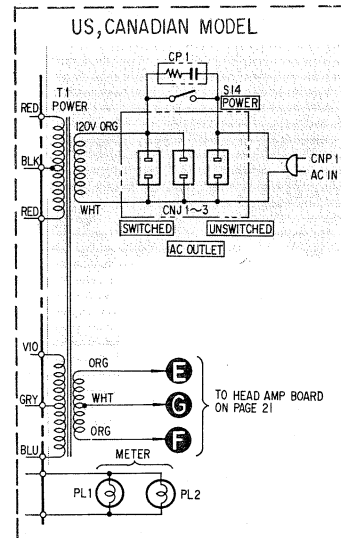 US, CANADIAN MODEL
CP1
S14
POWER
T1
POWER
RED
120V ORG
BLK
CNP1
AC IN
RED
WHT
CNJ1~3
SWITCHED
UNSWITCHED
AC OUTLET
VIO
ORG
E
GRY
WHT
G
TO HEAD AMP BOARD
ON PAGE 21
ORG
F
BLU
METER
PL1
PL2